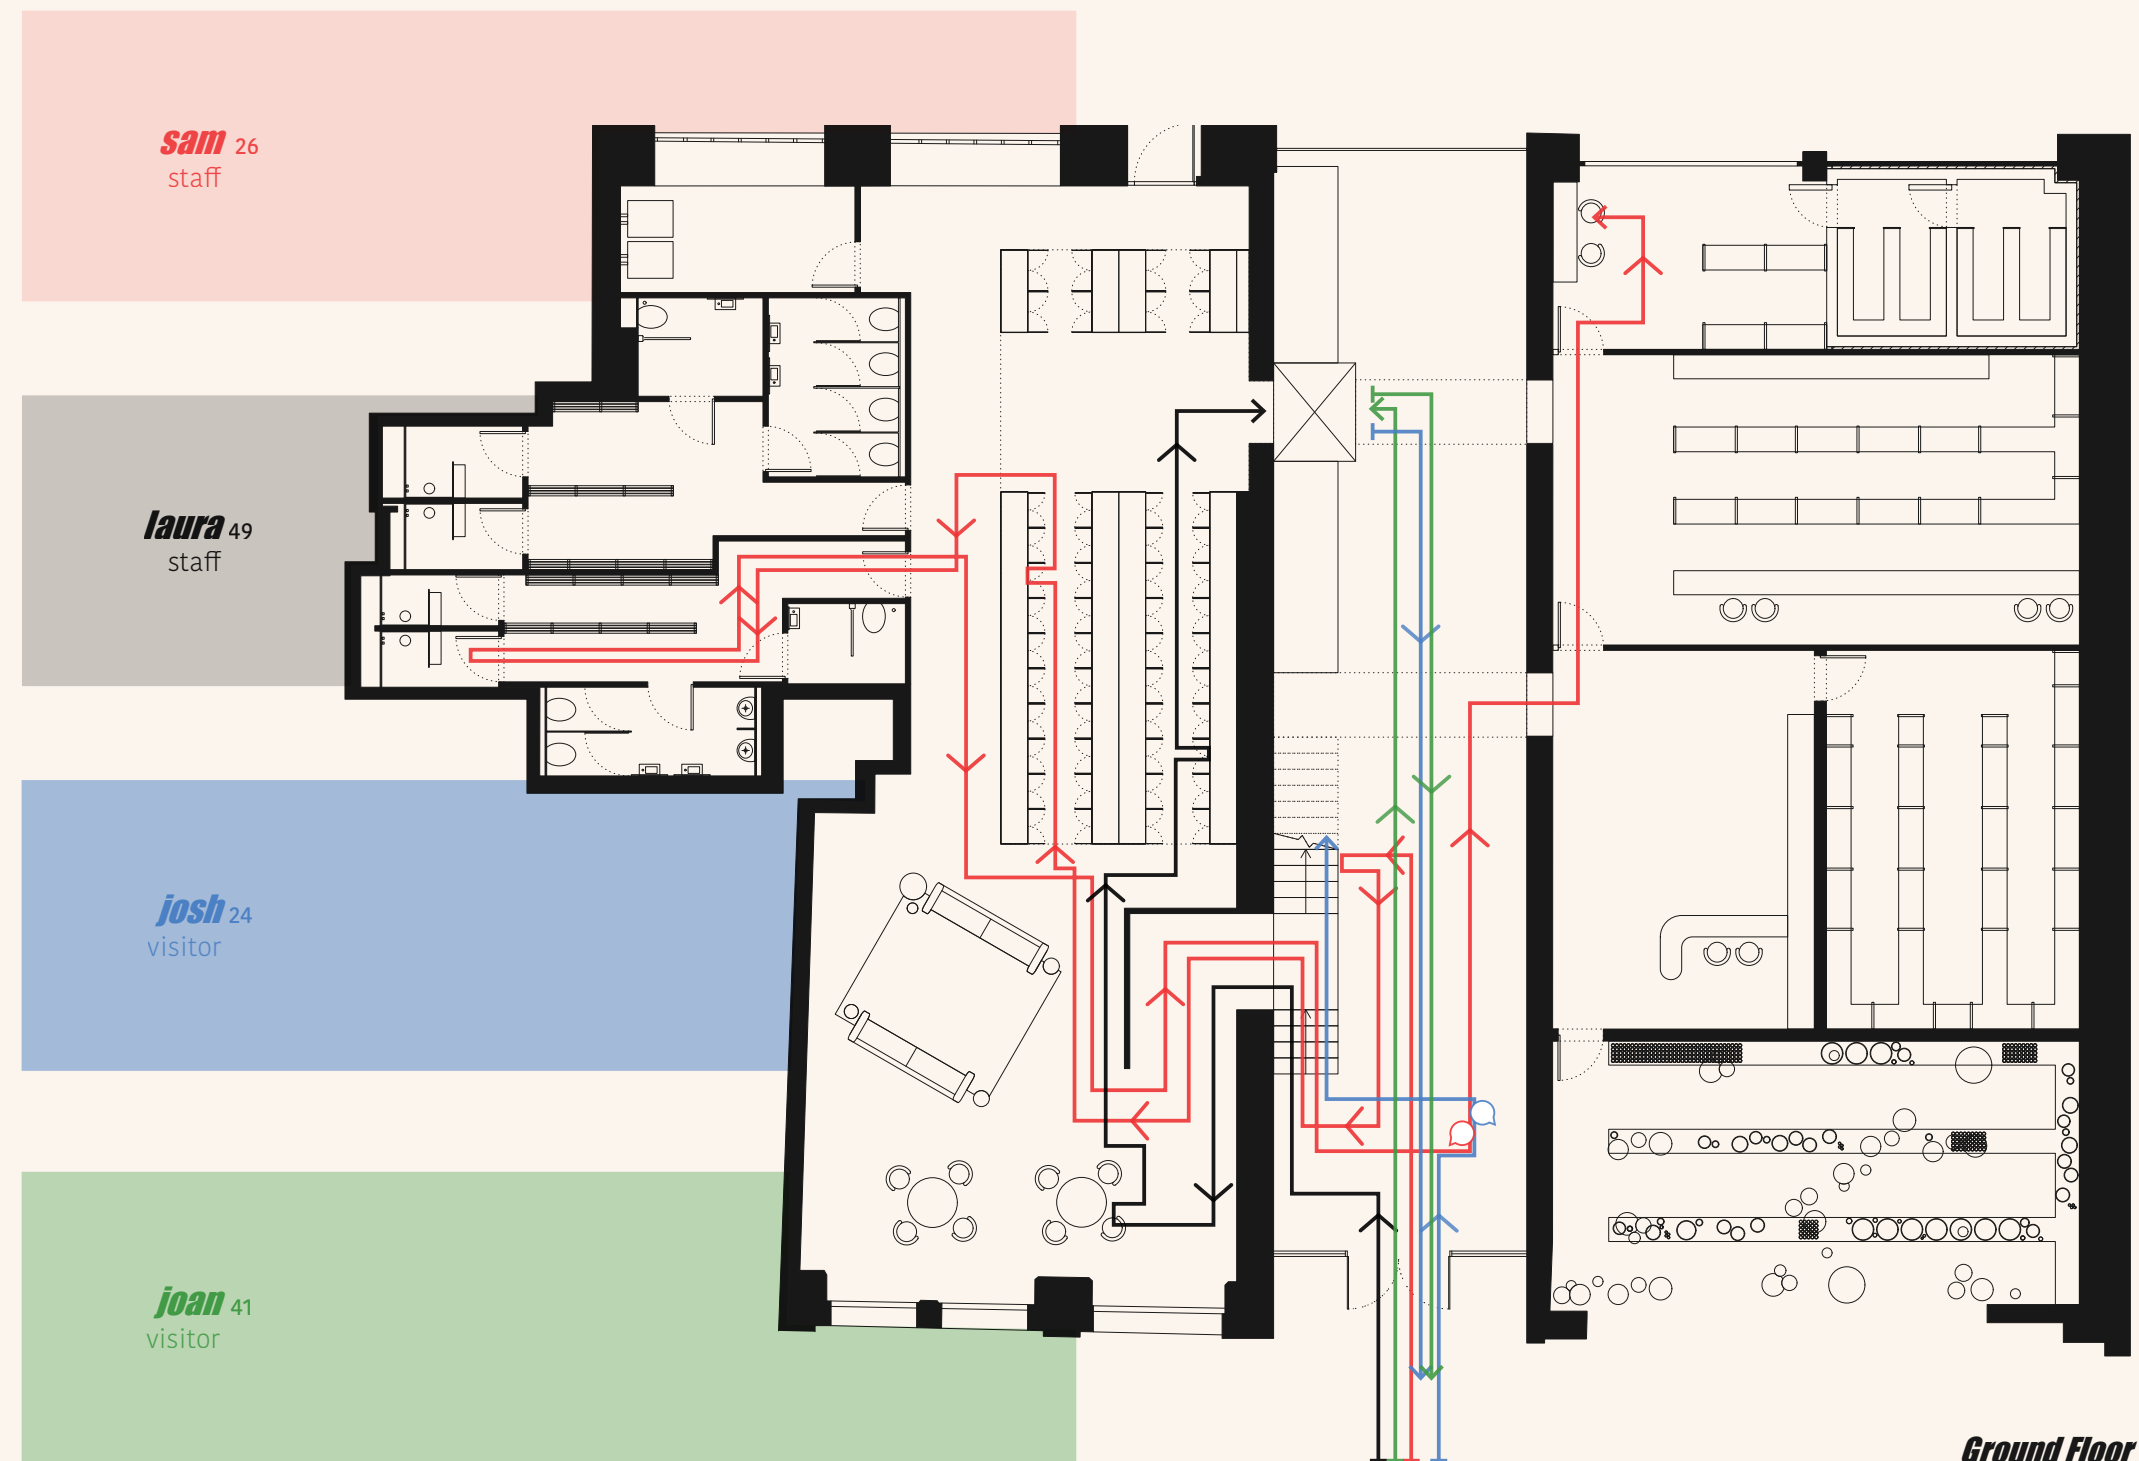 sam 26
staff
laura 49
staff
josh 24
visitor
joan 41
visitor
Ground Floor